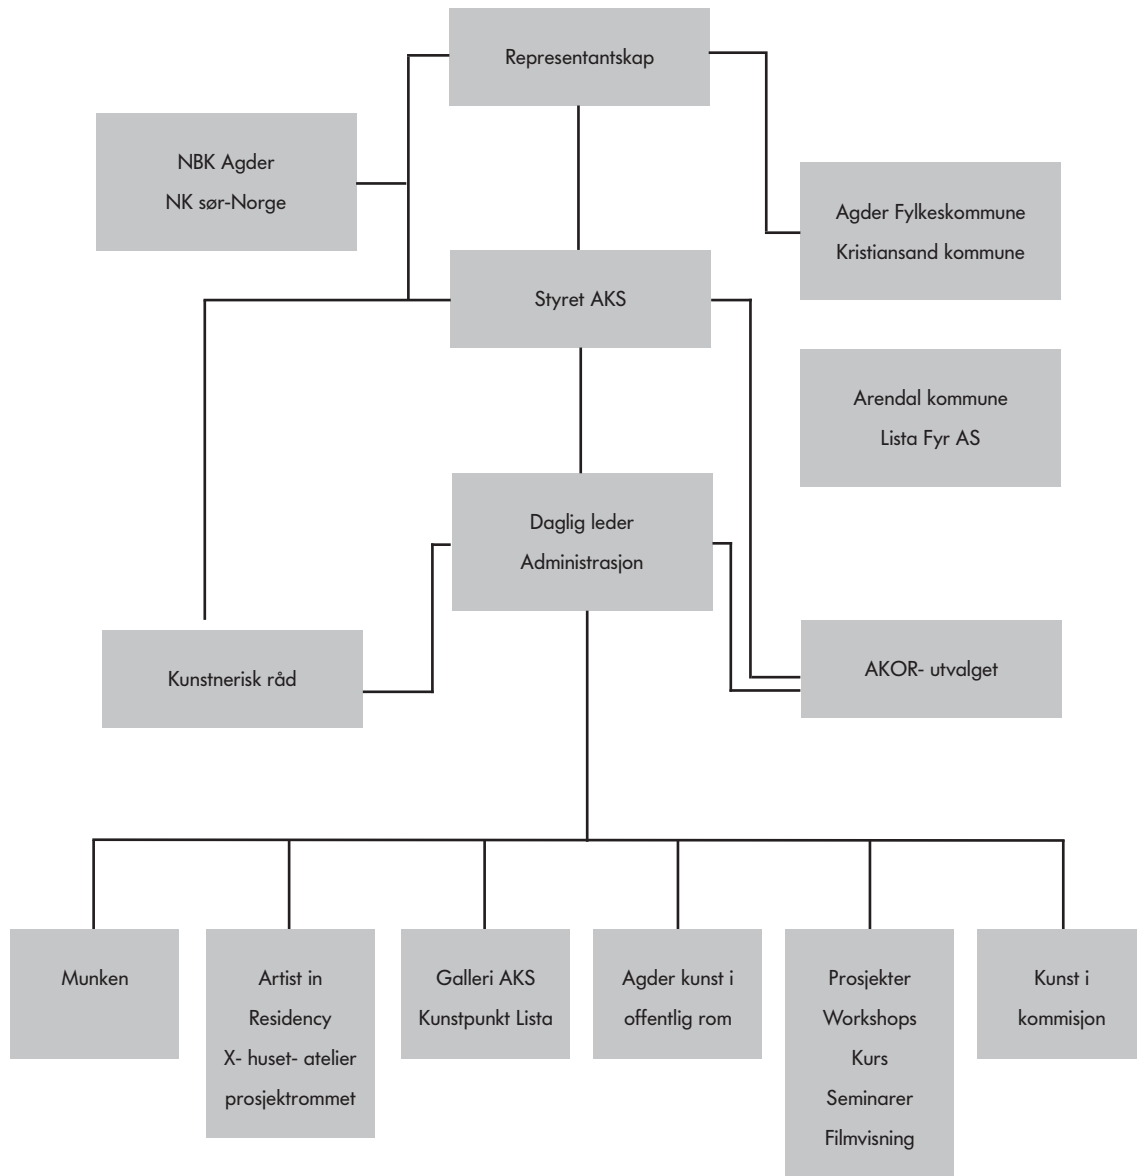 Representantskap
NBK Agder
NK sør-Norge
Agder Fylkeskommune
Kristiansand kommune
Styret AKS
Arendal kommune
Lista Fyr AS
Daglig leder
Administrasjon
Kunstnerisk råd
AKOR- utvalget
Munken
Artist in
Residency
X- huset- atelier
prosjektrommet
Galleri AKS
Kunstpunkt Lista
Agder kunst i
offentlig rom
Prosjekter
Workshops
Kurs
Seminarer
Filmvisning
Kunst i
kommisjon